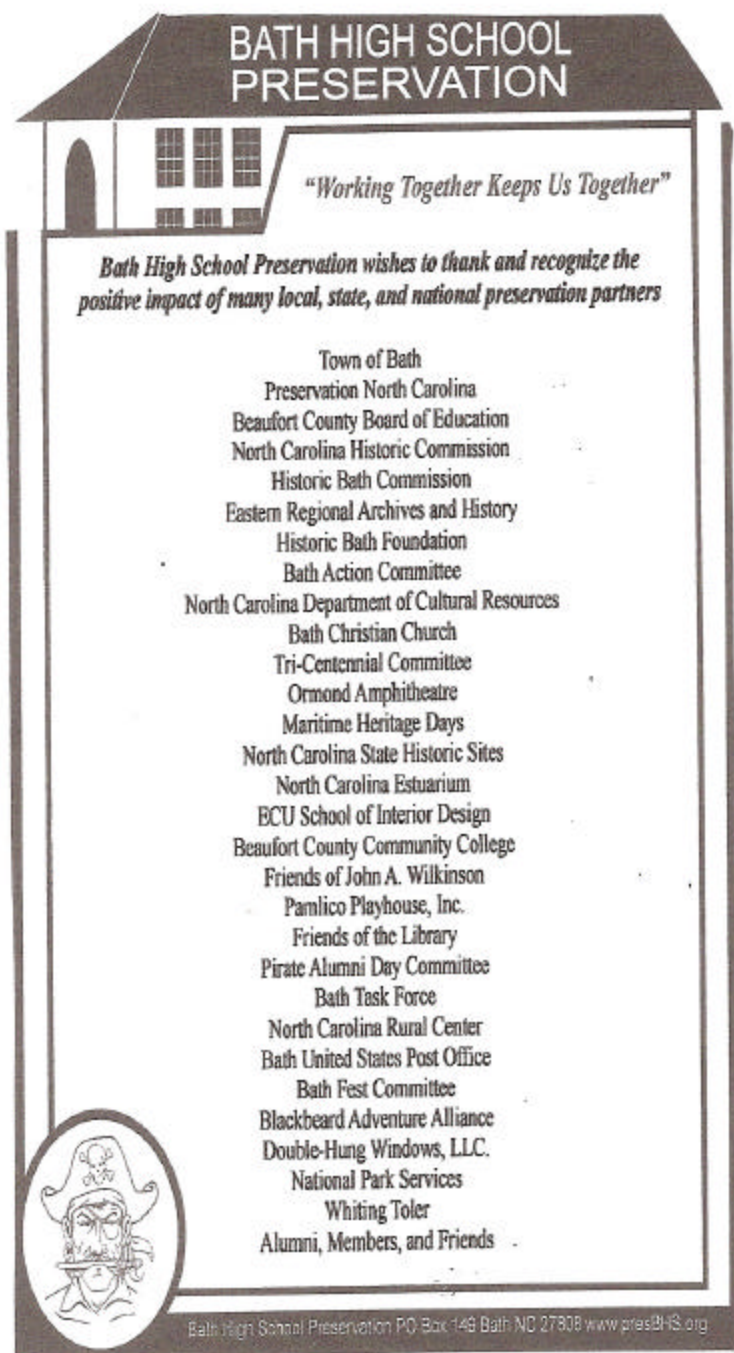 BATH HIGH SCHOOL
PRESERVATION
“Working Together Keeps Us Together”
Bath High School Preservation wishes to thank and recognize the
positive impact of many local, state, and national preservation partners
Town of Bath
Preservation North Carolina
Beaufort County Board of Education
North Carolina Historic Commission
Historic Bath Commission
Eastern Regional Archives and History
Historic Bath Foundation
Bath Action Committee
North Carolina Department of Cultural Resources
Bath Christian Church
Tri-Centennial Committee
Ormond Amphitheatre
Maritime Heritage Days
North Carolina State Historic Sites
North Carolina Estuarium
ECU School of Interior Design
Beaufort County Community College
Friends of John A. Wilkinson
Pamlico Playhouse, Inc.
Friends of the Library
Pirate Alumni Day Committee
Bath Task Force
North Carolina Rural Center
Bath United States Post Office
Bath Fest Committee
Blackbeard Adventure Alliance
Double-Hung Windows, LLC.
National Park Services
Whiting Toler
Alumni, Members, and Friends
Bath High School Preservation PO Box 148 Bath NC 27808 www.presBHS.org